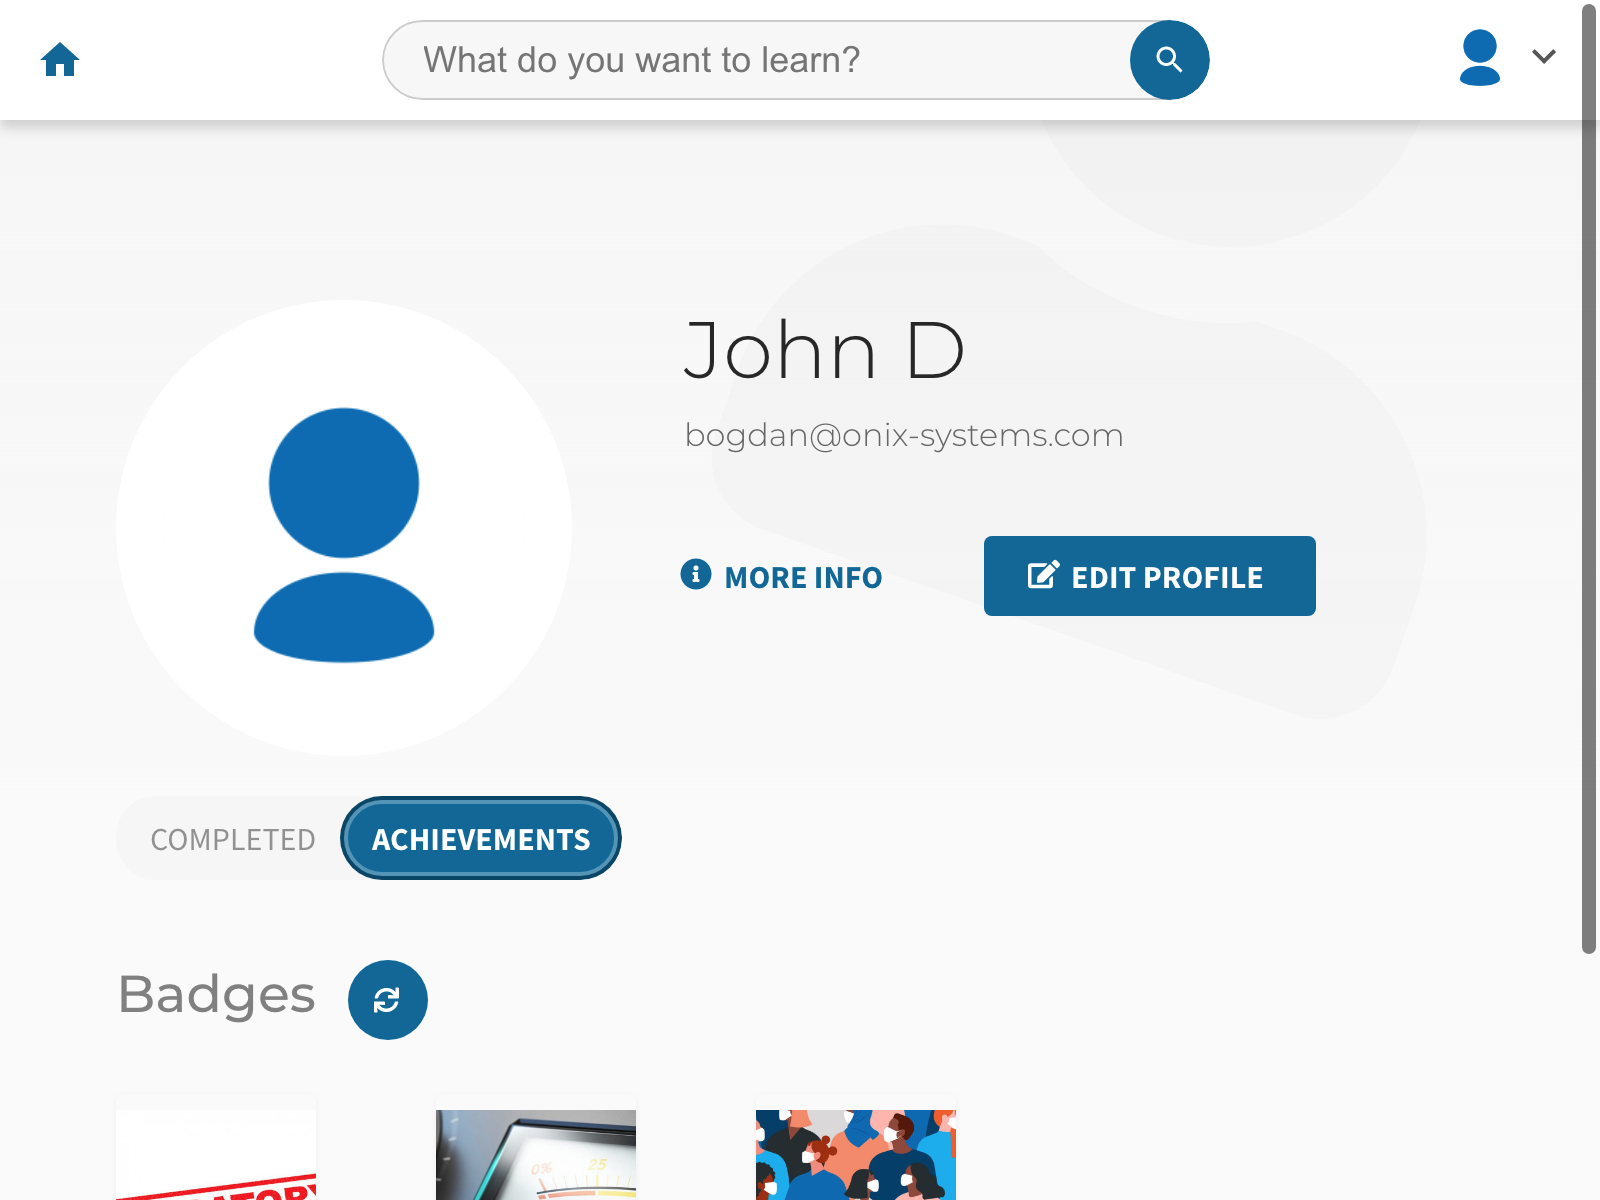 What do you want to learn?
John D
bogdan@onix-systems.com
MORE INFO
EDIT PROFILE
COMPLETED
ACHIEVEMENTS
Badges
0%
25